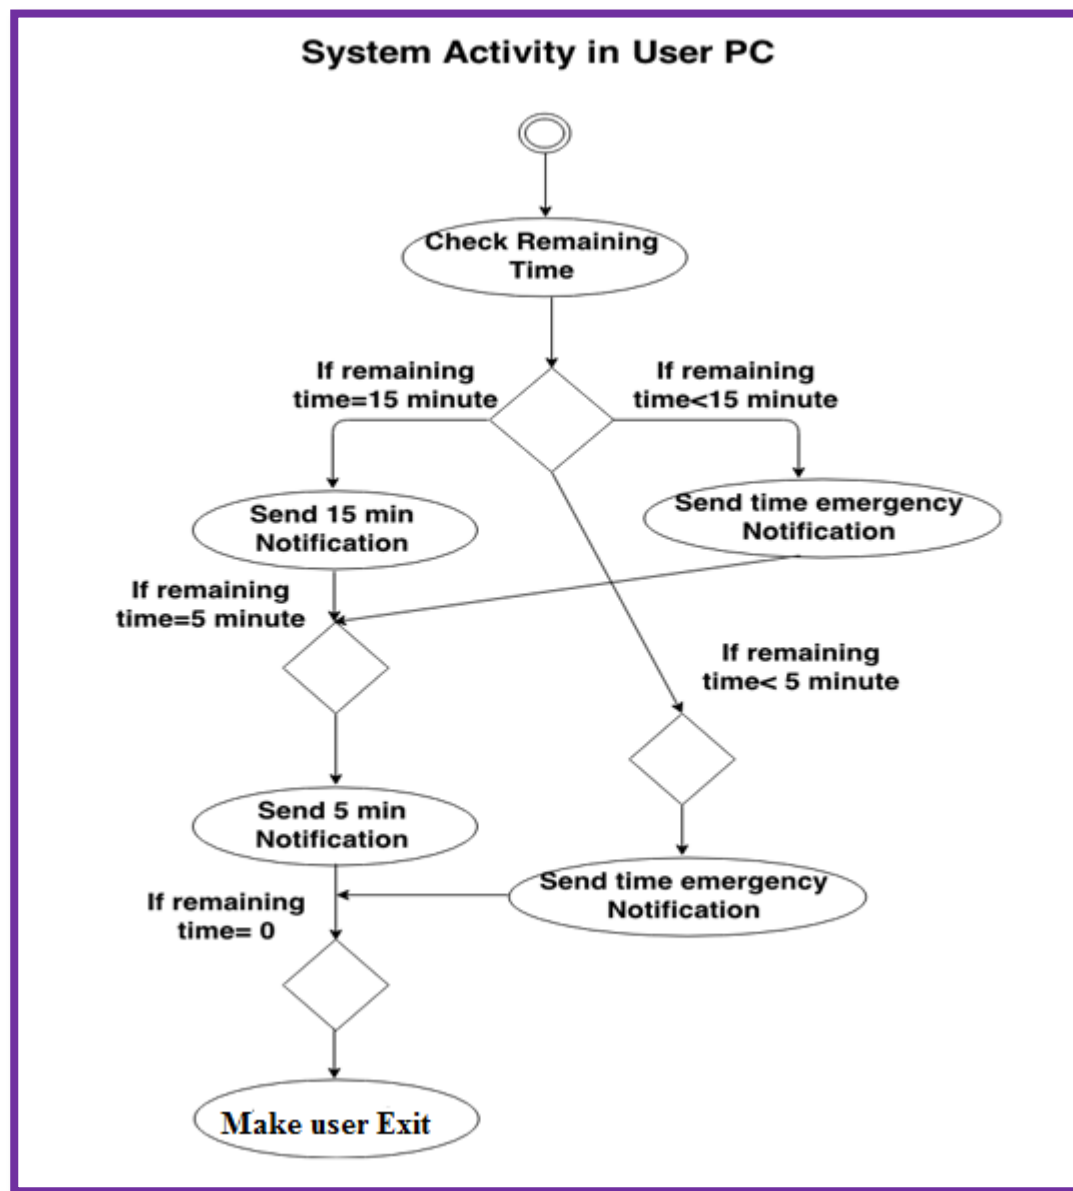 System Activity in User PC
Check Remaining
Time
If remaining
time=15 minute
If remaining
time<15 minute
Send 15 min
Notification
Send time emergency
Notification
If remaining
time=5 minute
If remaining
time< 5 minute
Send 5 min
Notification
Send time emergency
Notification
If remaining
time= 0
Make user Exit